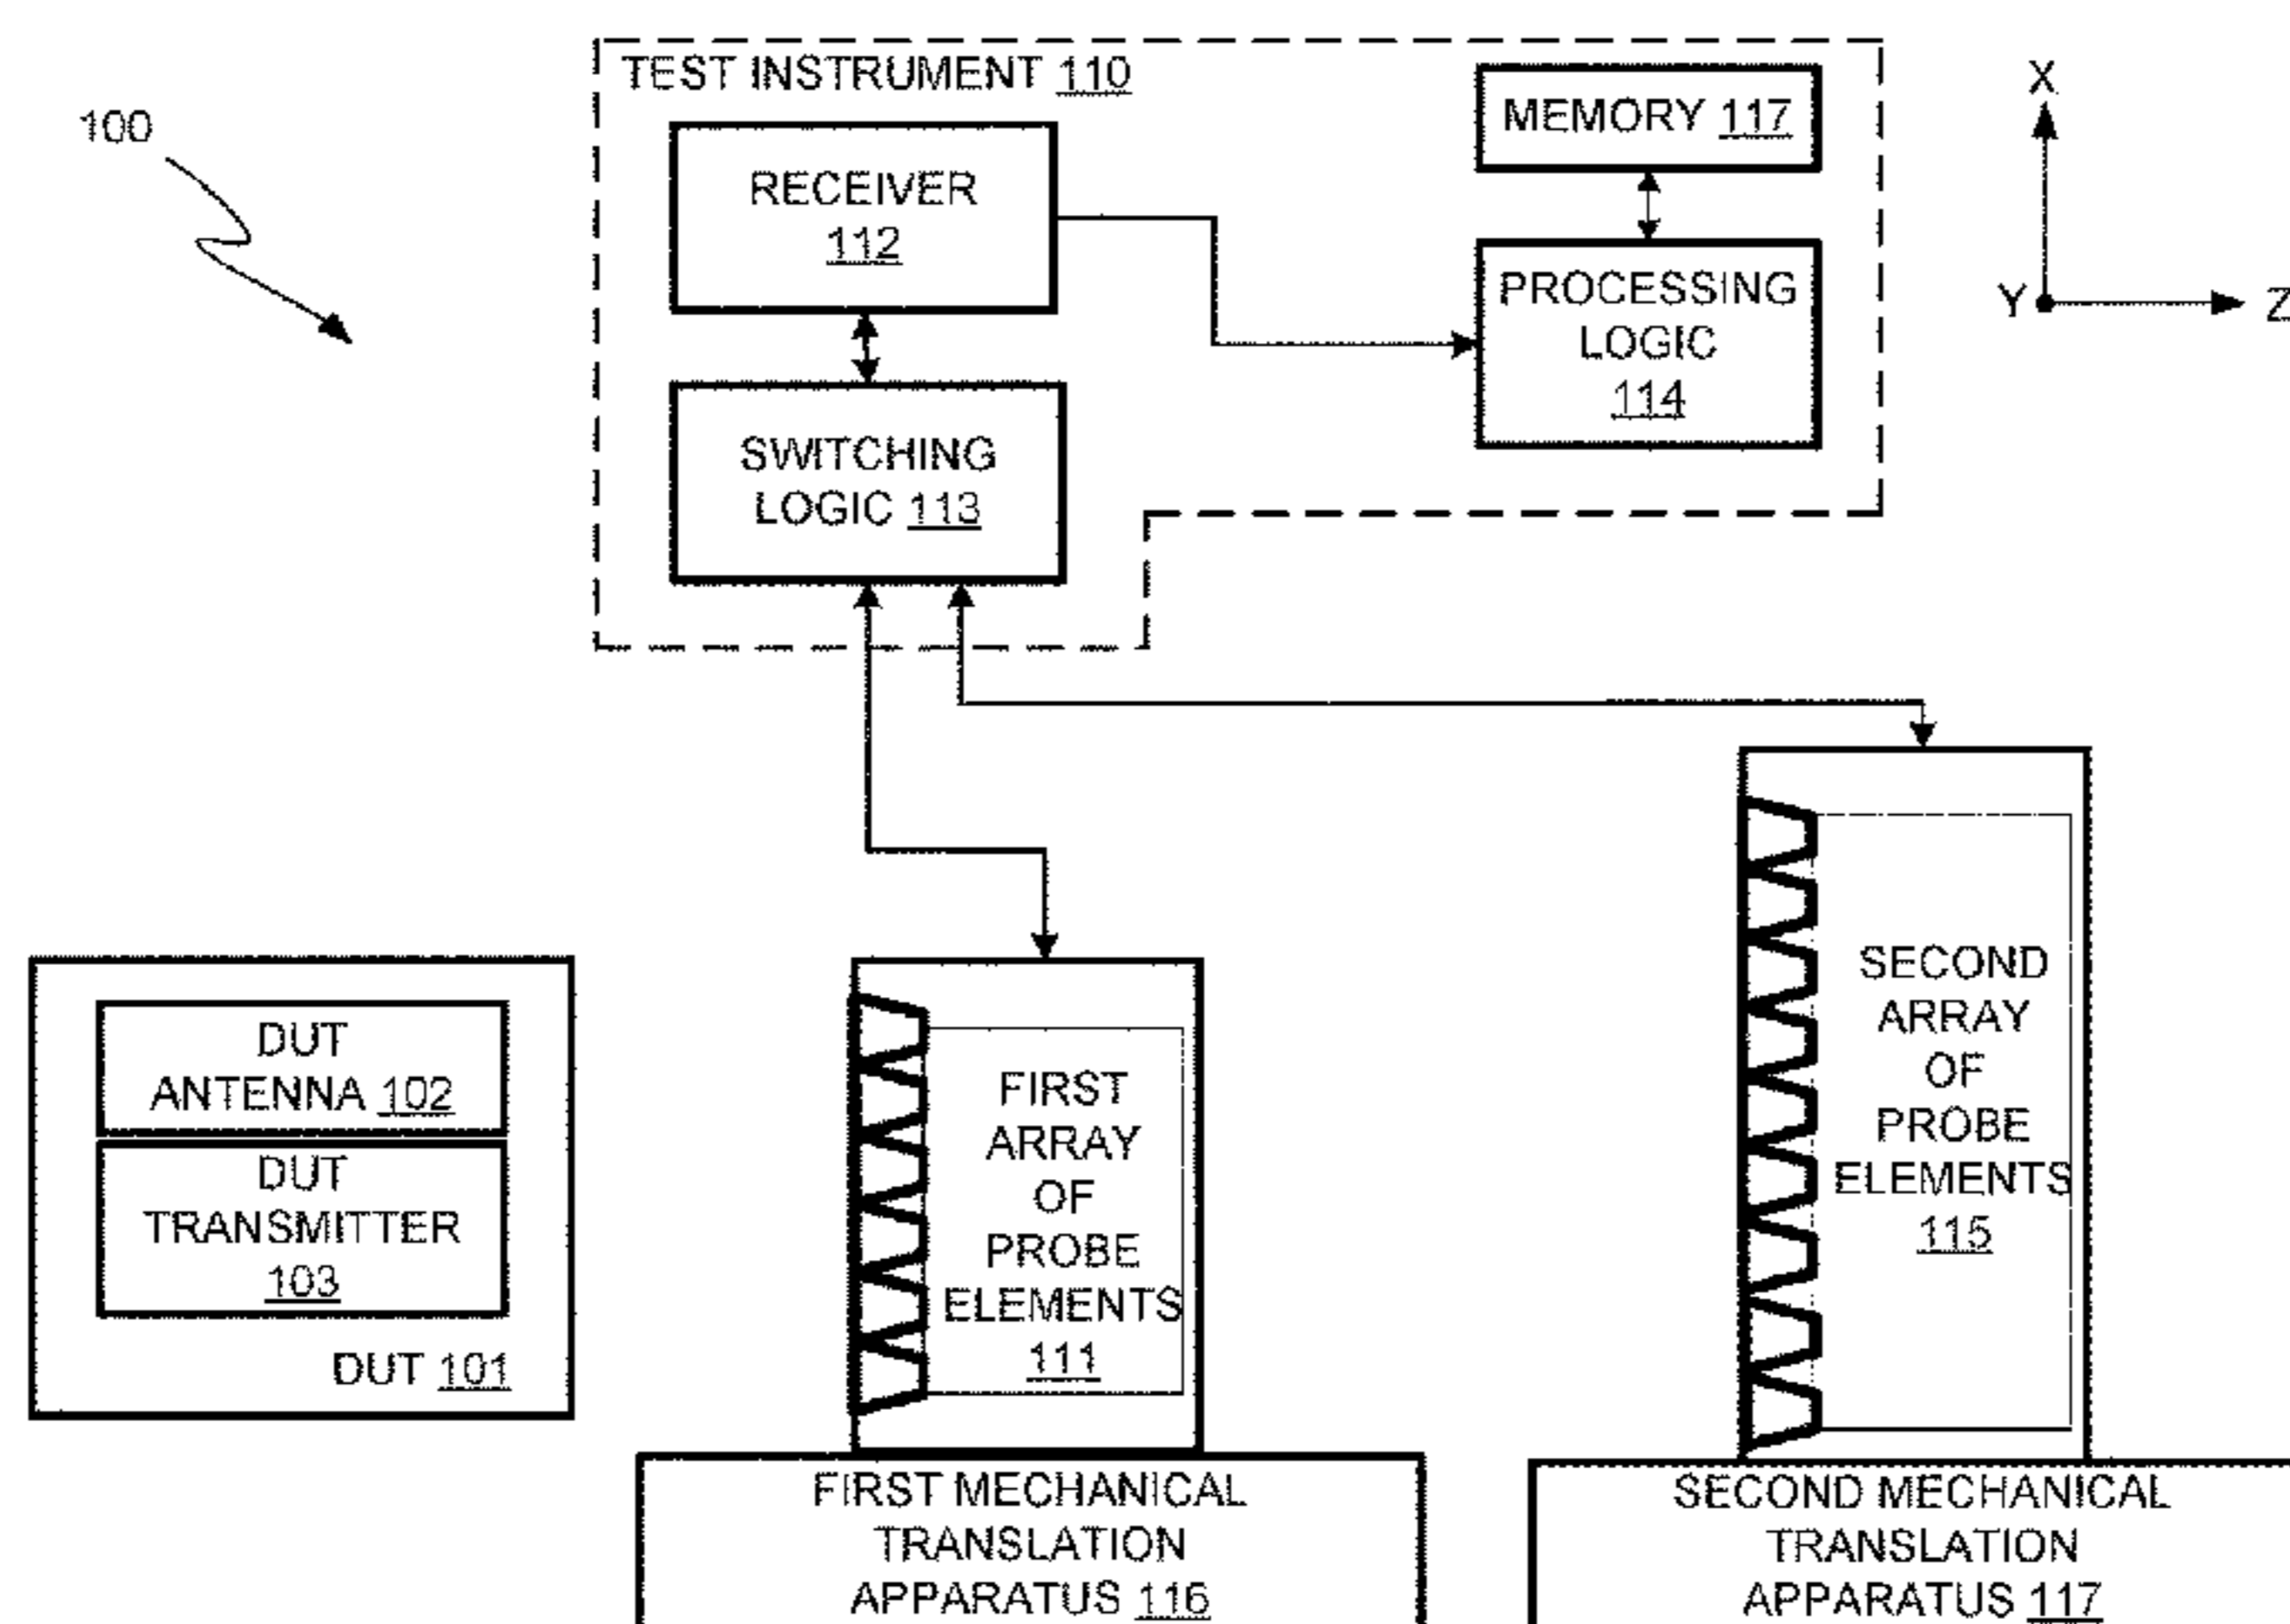 100
TEST INSTRUMENT 110
RECEIVER
112
MEMORY 117
PROCESSING
LOGIC
114
SWITCHING
LOGIC 113
X
Y
Z
DUT
ANTENNA 102
DUT
TRANSMITTER
103
DUT 101
FIRST
ARRAY
OF
PROBE
ELEMENTS
111
SECOND
ARRAY
OF
PROBE
ELEMENTS
115
FIRST MECHANICAL
TRANSLATION
APPARATUS 116
SECOND MECHANICAL
TRANSLATION
APPARATUS 117